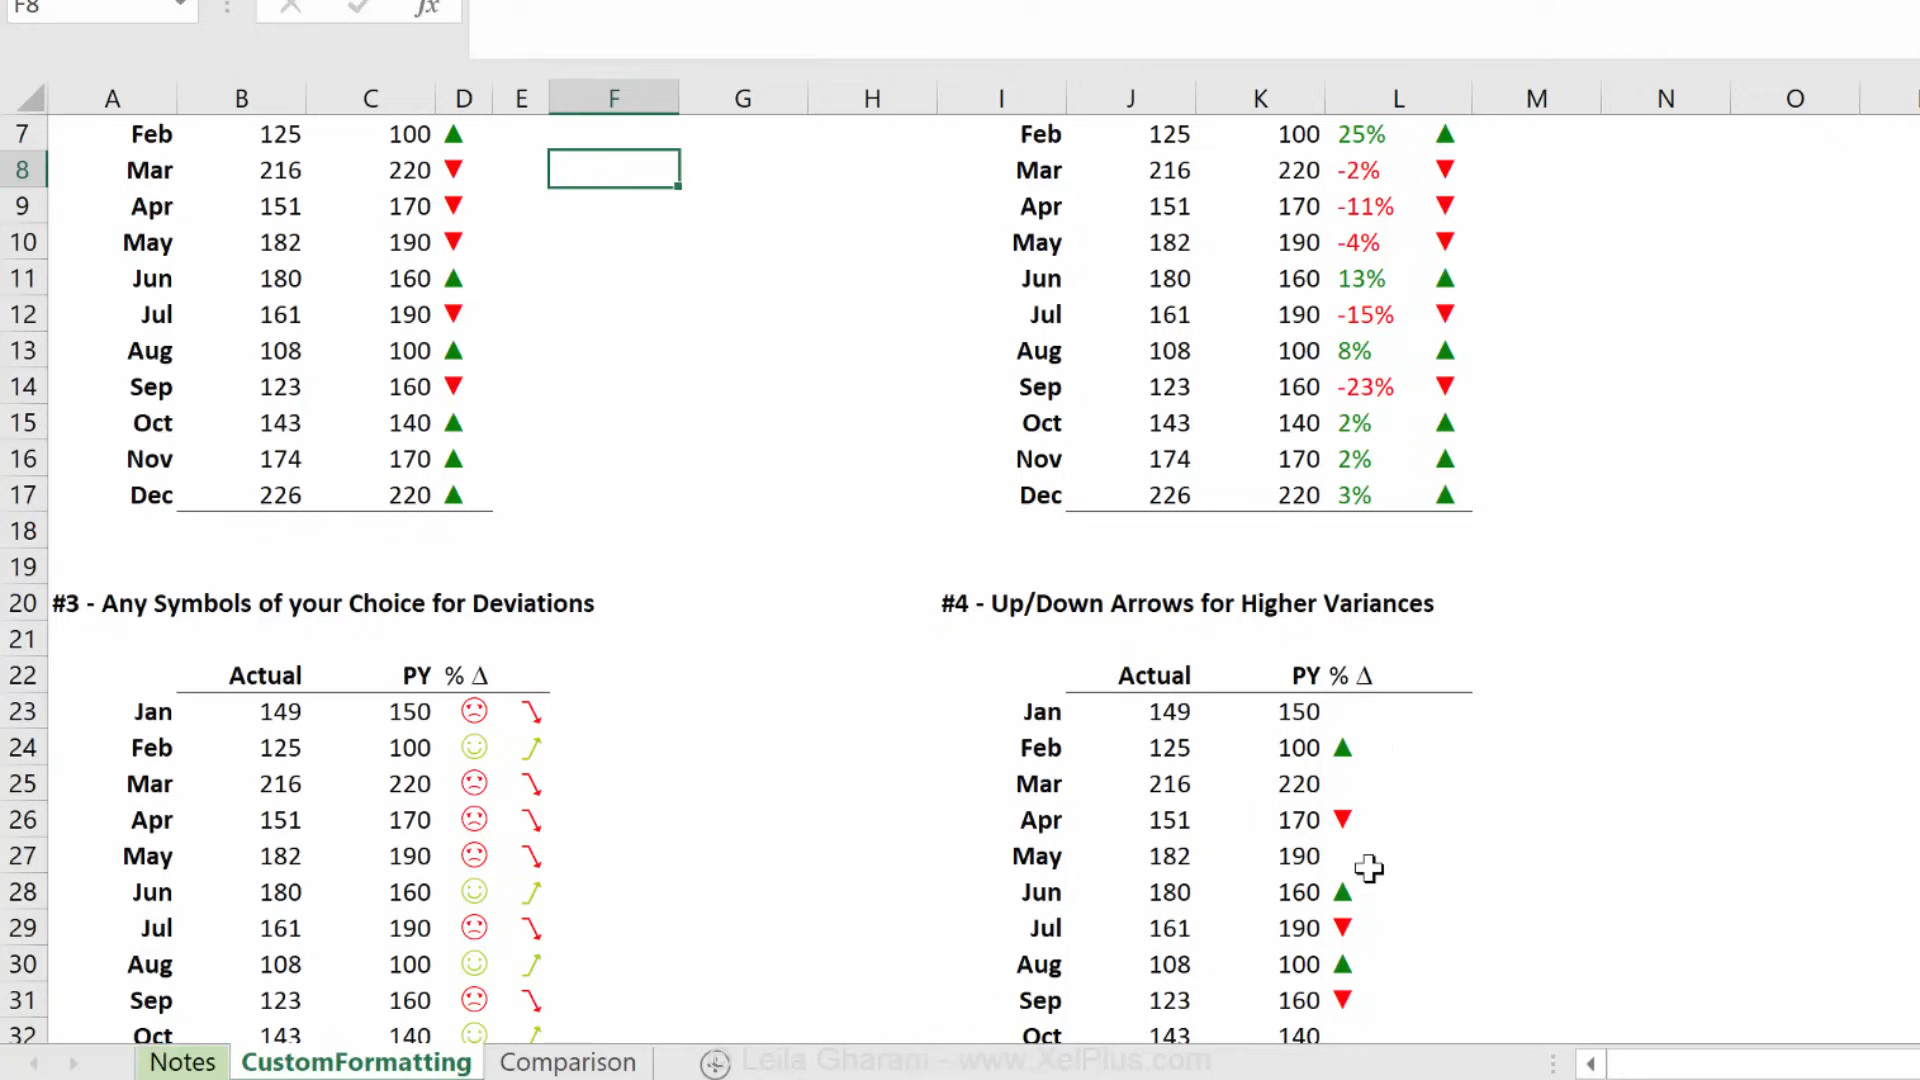 F8 fx
A B C D E F G H I J K L M N O
7 Feb 125 100 ▲ Feb 125 100 25% ▲
8 Mar 216 220 ▼ Mar 216 220 -2% ▼
9 Apr 151 170 ▼ Apr 151 170 -11% ▼
10 May 182 190 ▼ May 182 190 -4% ▼
11 Jun 180 160 ▲ Jun 180 160 13% ▲
12 Jul 161 190 ▼ Jul 161 190 -15% ▼
13 Aug 108 100 ▲ Aug 108 100 8% ▲
14 Sep 123 160 ▼ Sep 123 160 -23% ▼
15 Oct 143 140 ▲ Oct 143 140 2% ▲
16 Nov 174 170 ▲ Nov 174 170 2% ▲
17 Dec 226 220 ▲ Dec 226 220 3% ▲
18
19
20 #3 - Any Symbols of your Choice for Deviations #4 - Up/Down Arrows for Higher Variances
21
22 Actual PY % Δ Actual PY % Δ
23 Jan 149 150 Jan 149 150
24 Feb 125 100 Feb 125 100 ▲
25 Mar 216 220 Mar 216 220
26 Apr 151 170 Apr 151 170 ▼
27 May 182 190 May 182 190
28 Jun 180 160 Jun 180 160 ▲
29 Jul 161 190 Jul 161 190 ▼
30 Aug 108 100 Aug 108 100 ▲
31 Sep 123 160 Sep 123 160 ▼
32 Oct 143 140 Oct 143 140
Notes CustomFormatting Comparison © Leila Gharani - www.XelPlus.com